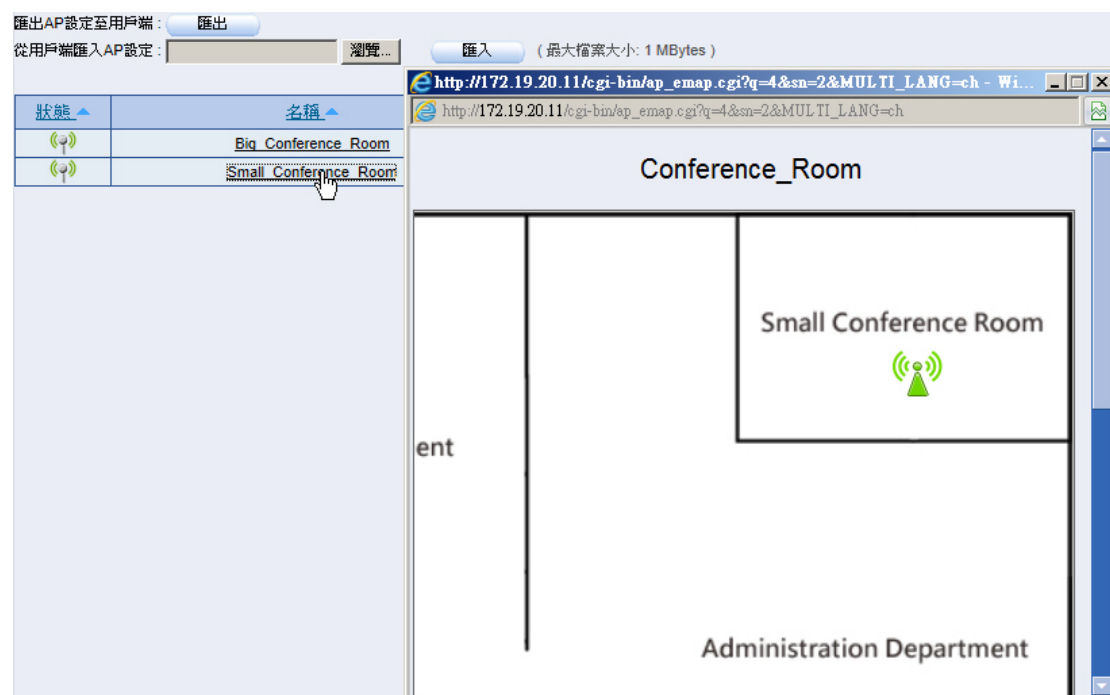 匯出AP設定至用戶端 : 匯出
從用戶端匯入AP設定 : 瀏覽... 匯入 ( 最大檔案大小: 1 MBytes )
http://172.19.20.11/cgi-bin/ap_emap.cgi?q=4&sn=2&MULTI_LANG=ch - Wi...
http://172.19.20.11/cgi-bin/ap_emap.cgi?q=4&sn=2&MULTI_LANG=ch
狀態 名稱
Big_Conference_Room
Small_Conference_Room
Conference_Room
Small Conference Room
ent
Administration Department